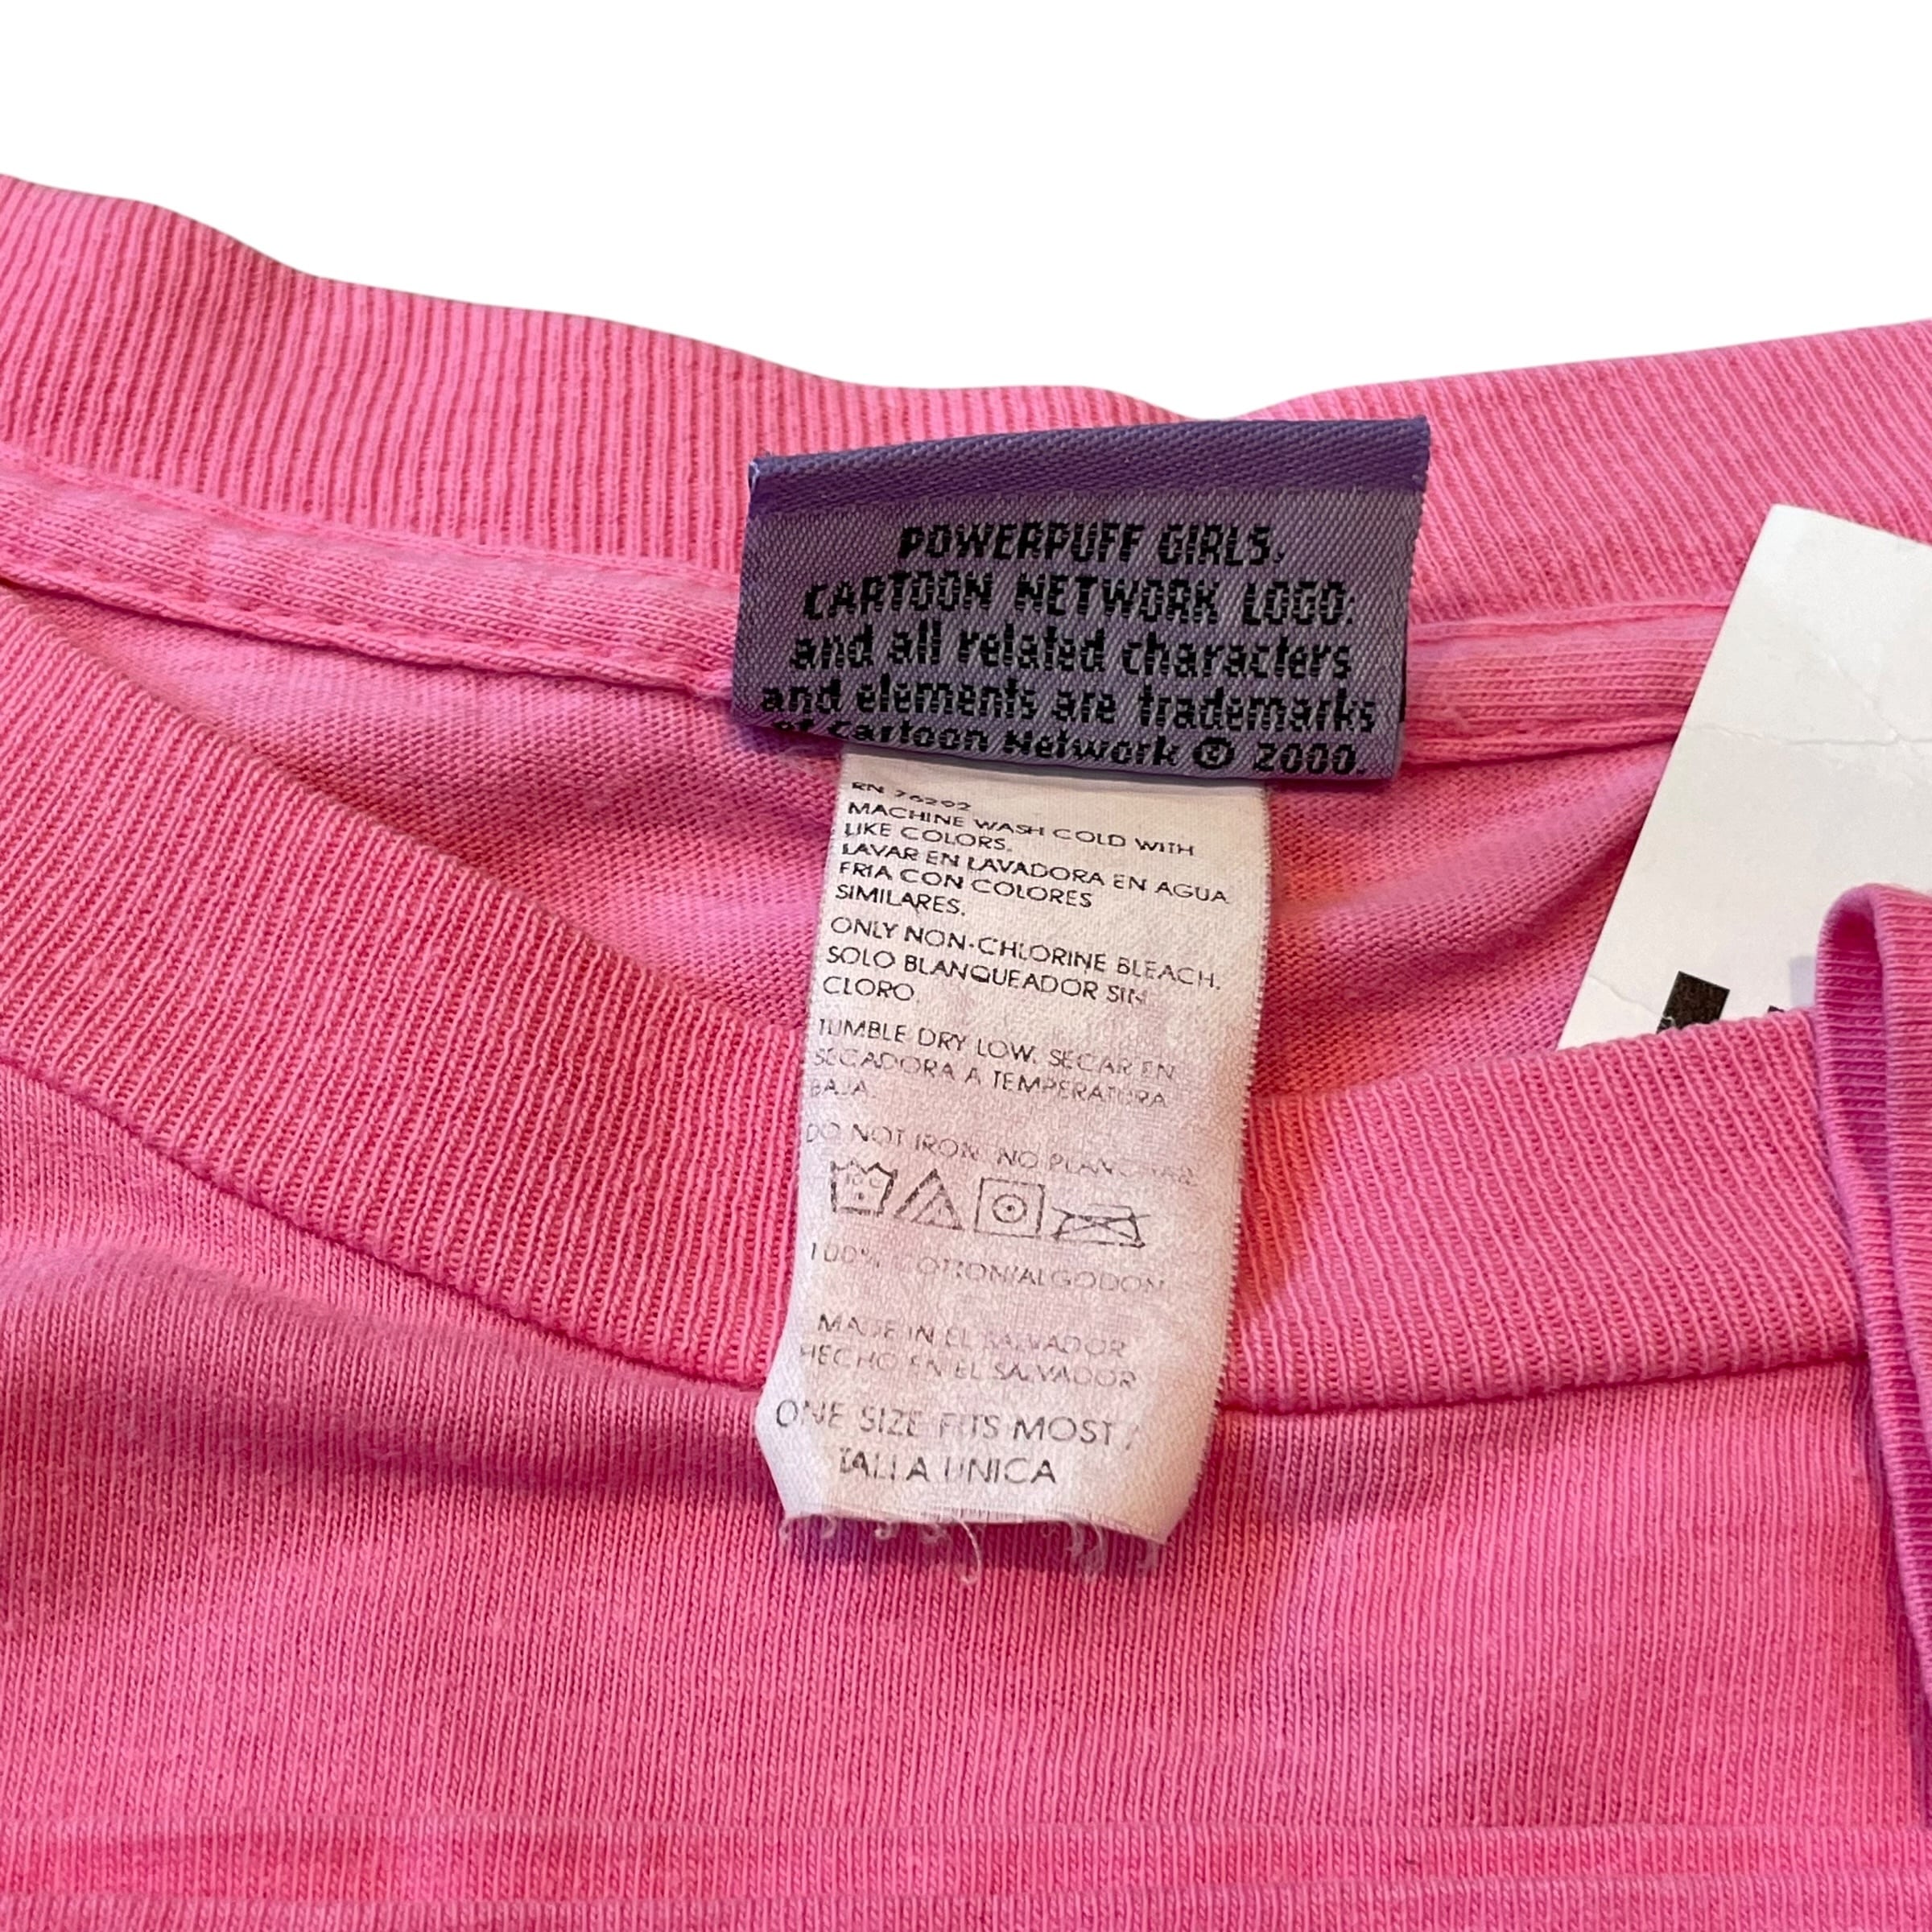 POWERPUFF GIRLS,
CARTOON NETWORK LOGO:
and all related characters
and elements are trademarks
of Cartoon Network © 2000.
RN 76292
MACHINE WASH COLD WITH
LIKE COLORS.
LAVAR EN LAVADORA EN AGUA
FRIA CON COLORES
SIMILARES.
ONLY NON-CHLORINE BLEACH.
SOLO BLANQUEADOR SIN
CLORO
TUMBLE DRY LOW. SECAR EN
SECADORA A TEMPERATURA
BAJA.
DO NOT IRON. NO PLANCHAR.
100% COTTON/ALGODON
MADE IN EL SALVADOR
HECHO EN EL SALVADOR
ONE SIZE FITS MOST /
TALLA UNICA